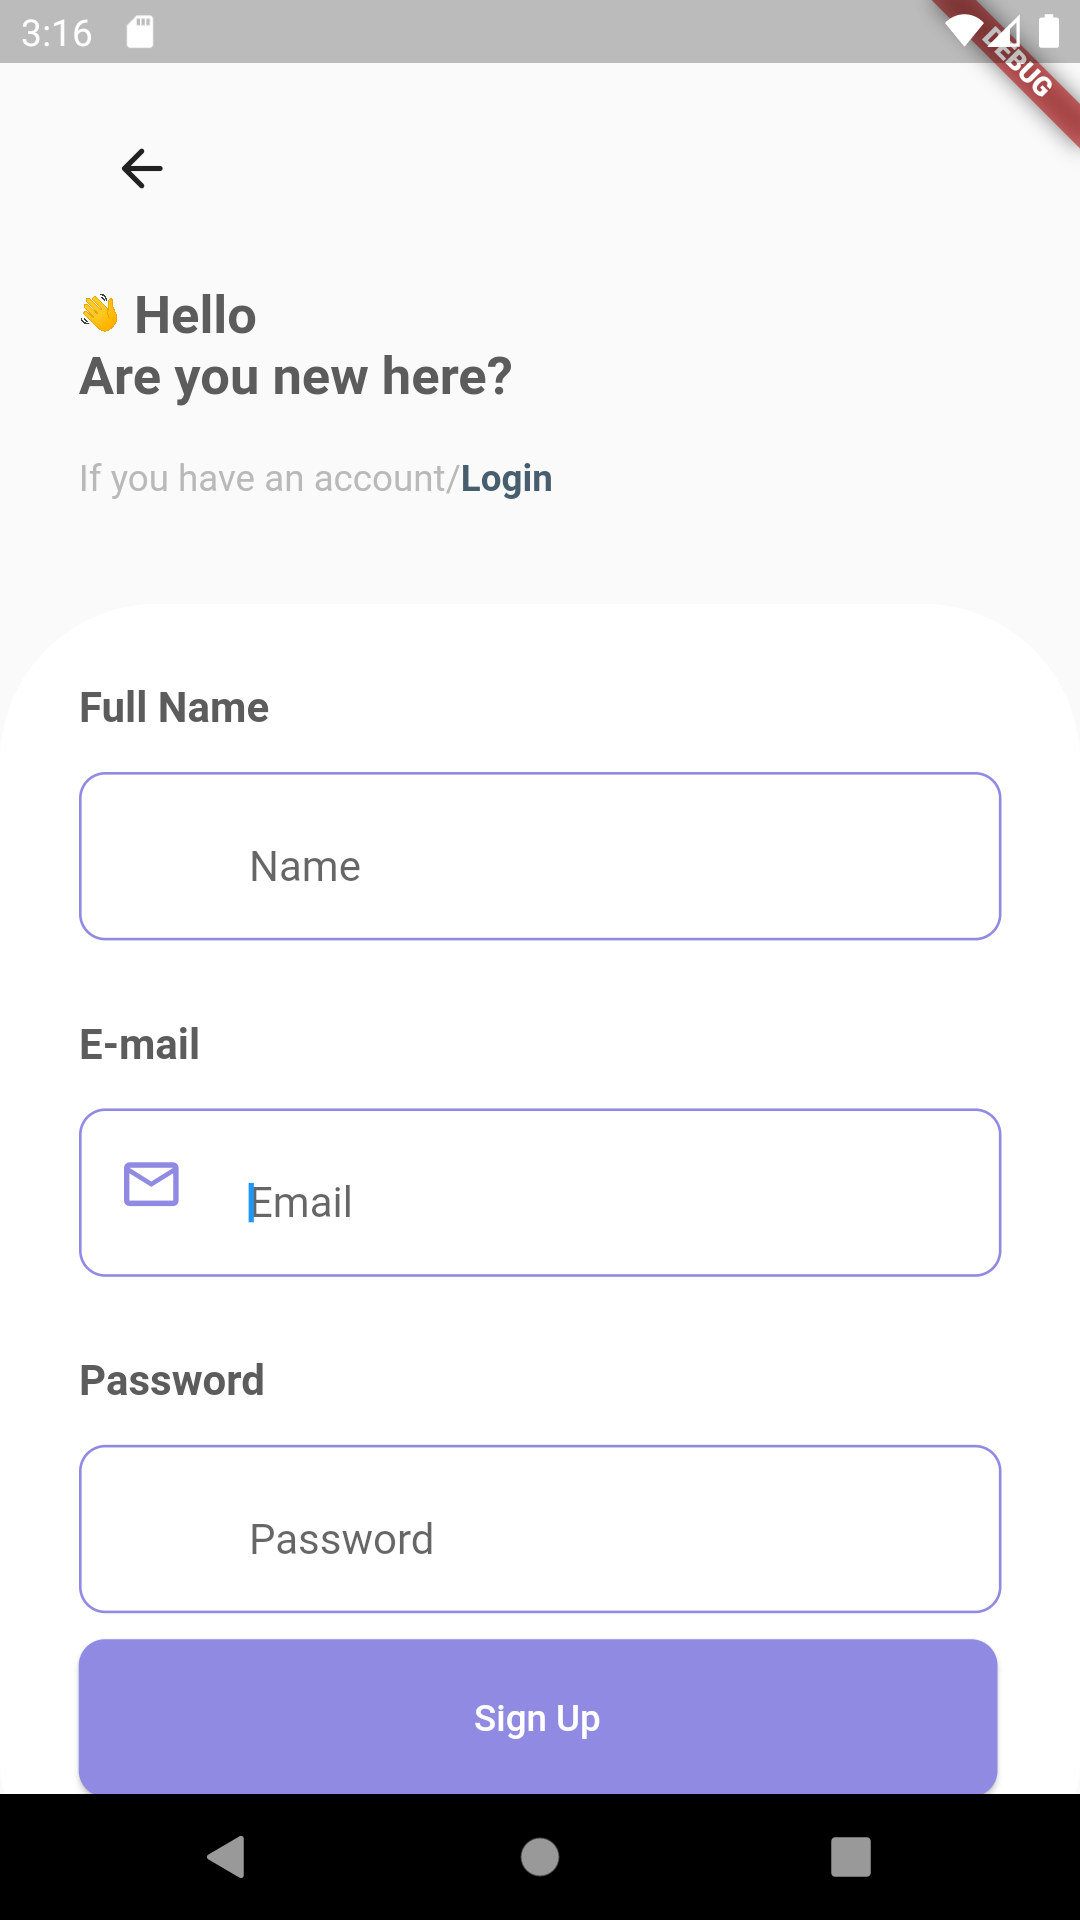 3:16
DEBUG
👋 Hello
Are you new here?
If you have an account/Login
Full Name
Name
E-mail
Email
Password
Password
Sign Up